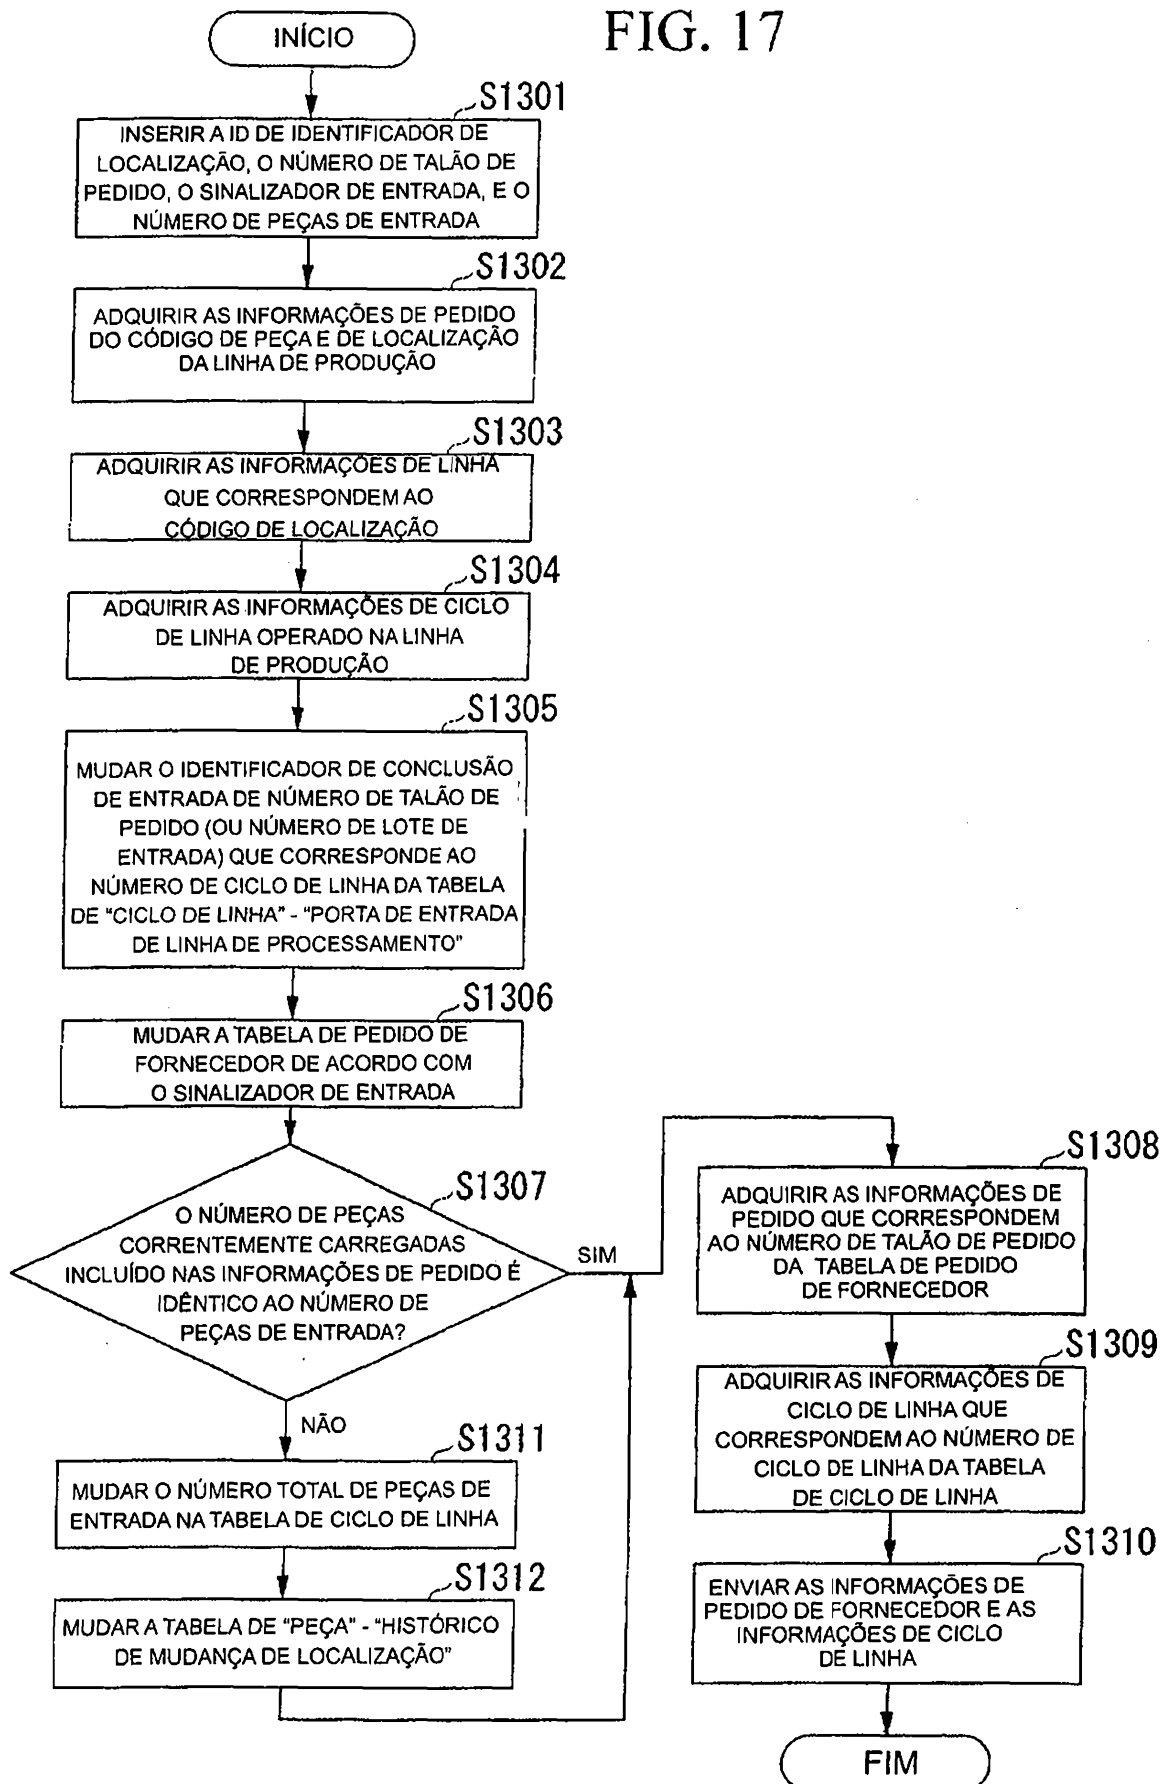 FIG. 17
INÍCIO
S1301
INSERIR A ID DE IDENTIFICADOR DE
LOCALIZAÇÃO, O NÚMERO DE TALÃO DE
PEDIDO, O SINALIZADOR DE ENTRADA, E O
NÚMERO DE PEÇAS DE ENTRADA
S1302
ADQUIRIR AS INFORMAÇÕES DE PEDIDO
DO CÓDIGO DE PEÇA E DE LOCALIZAÇÃO
DA LINHA DE PRODUÇÃO
S1303
ADQUIRIR AS INFORMAÇÕES DE LINHA
QUE CORRESPONDEM AO
CÓDIGO DE LOCALIZAÇÃO
S1304
ADQUIRIR AS INFORMAÇÕES DE CICLO
DE LINHA OPERADO NA LINHA
DE PRODUÇÃO
S1305
MUDAR O IDENTIFICADOR DE CONCLUSÃO
DE ENTRADA DE NÚMERO DE TALÃO DE
PEDIDO (OU NÚMERO DE LOTE DE
ENTRADA) QUE CORRESPONDE AO
NÚMERO DE CICLO DE LINHA DA TABELA
DE "CICLO DE LINHA" - "PORTA DE ENTRADA
DE LINHA DE PROCESSAMENTO"
S1306
MUDAR A TABELA DE PEDIDO DE
FORNECEDOR DE ACORDO COM
O SINALIZADOR DE ENTRADA
S1307
O NÚMERO DE PEÇAS
CORRENTEMENTE CARREGADAS
INCLUÍDO NAS INFORMAÇÕES DE PEDIDO É
IDÊNTICO AO NÚMERO DE
PEÇAS DE ENTRADA?
SIM
NÃO
S1311
MUDAR O NÚMERO TOTAL DE PEÇAS DE
ENTRADA NA TABELA DE CICLO DE LINHA
S1312
MUDAR A TABELA DE "PEÇA" - "HISTÓRICO
DE MUDANÇA DE LOCALIZAÇÃO"
S1308
ADQUIRIR AS INFORMAÇÕES DE
PEDIDO QUE CORRESPONDEM
AO NÚMERO DE TALÃO DE PEDIDO
DA TABELA DE PEDIDO
DE FORNECEDOR
S1309
ADQUIRIR AS INFORMAÇÕES DE
CICLO DE LINHA QUE
CORRESPONDEM AO NÚMERO DE
CICLO DE LINHA DA TABELA
DE CICLO DE LINHA
S1310
ENVIAR AS INFORMAÇÕES DE
PEDIDO DE FORNECEDOR E AS
INFORMAÇÕES DE CICLO
DE LINHA
FIM